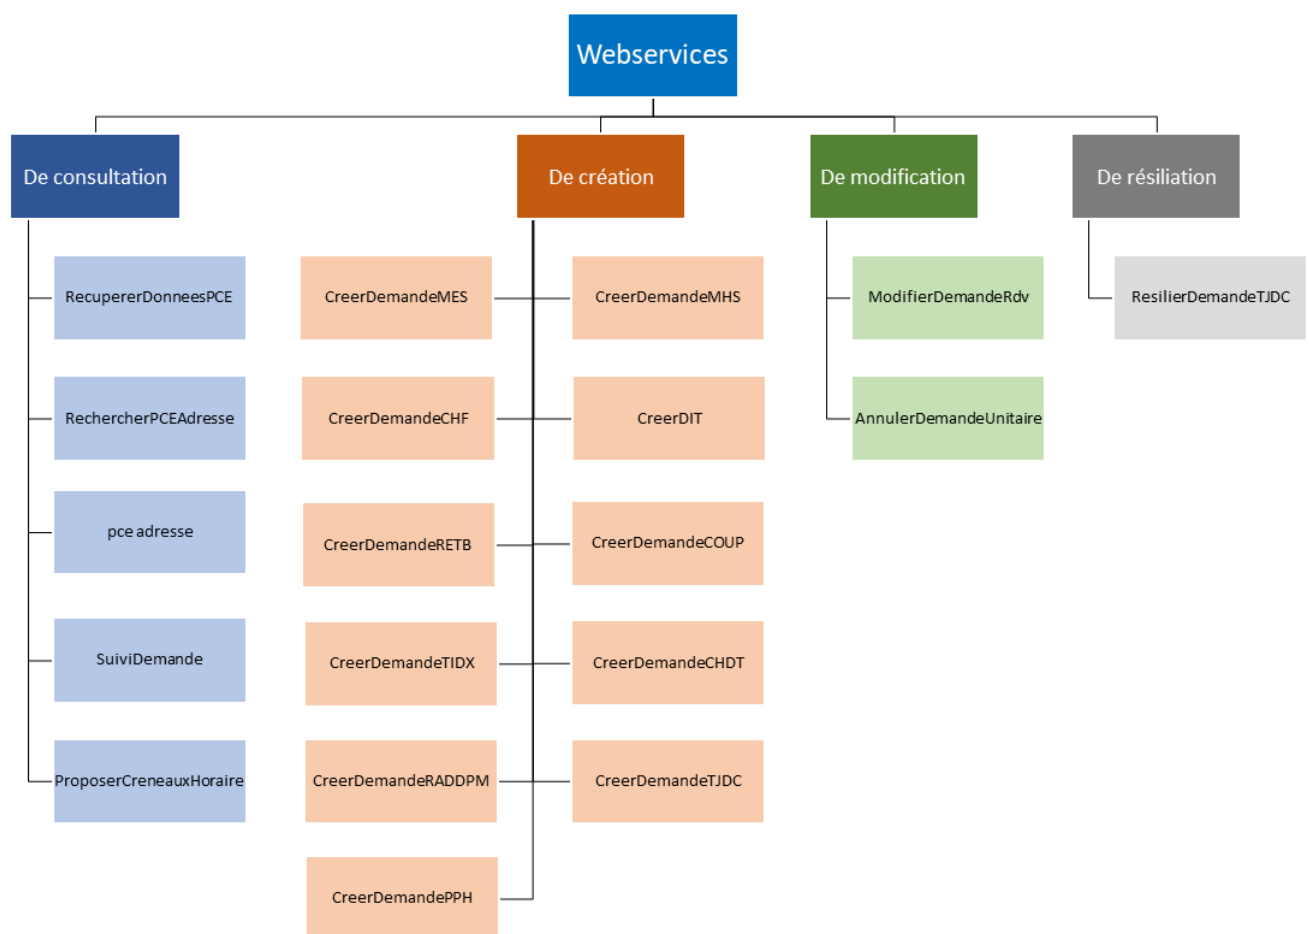 Webservices
De consultation
De création
De modification
De résiliation
RecupererDonneesPCE
CreerDemandeMES
CreerDemandeMHS
ModifierDemandeRdv
ResilierDemandeTJDC
RechercherPCEAdresse
CreerDemandeCHF
CreerDIT
AnnulerDemandeUnitaire
pce adresse
CreerDemandeRETB
CreerDemandeCOUP
SuiviDemande
CreerDemandeTIDX
CreerDemandeCHDT
ProposerCreneauxHoraire
CreerDemandeRADDPM
CreerDemandeTJDC
CreerDemandePPH